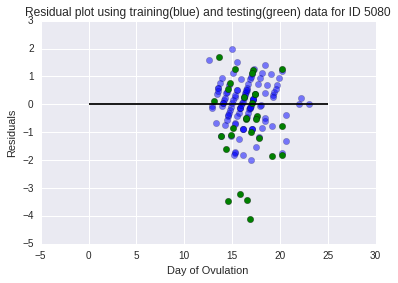 Residual plot using training(blue) and testing(green) data for ID 5080
3
2
1
0
-1
-2
-3
-4
-5
Residuals
-5 0 5 10 15 20 25 30
Day of Ovulation